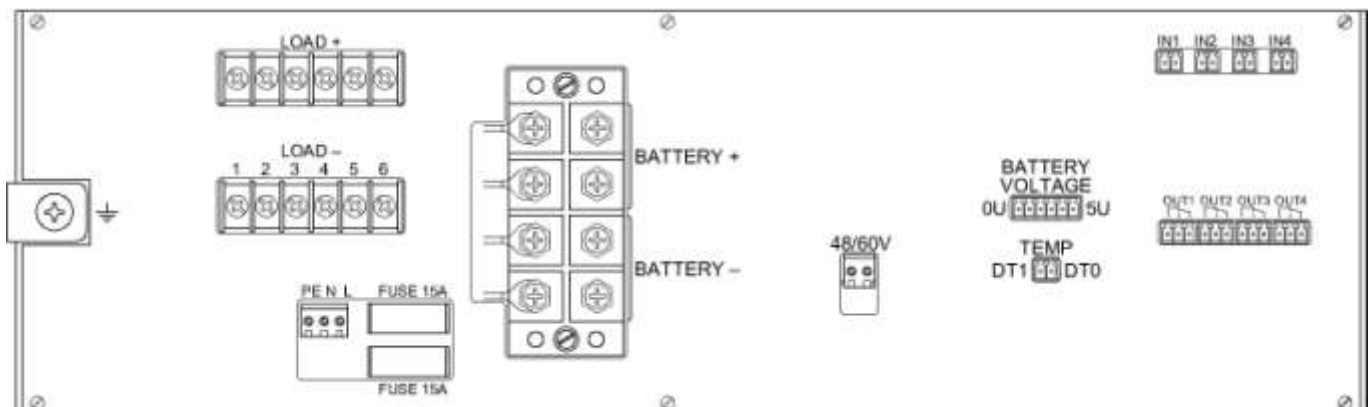 LOAD +
LOAD –
1 2 3 4 5 6
PE N L
FUSE 15A
FUSE 15A
BATTERY +
BATTERY –
48/60V
BATTERY
VOLTAGE
0U 5U
TEMP
DT1 DT0
IN1 IN2 IN3 IN4
OUT1 OUT2 OUT3 OUT4